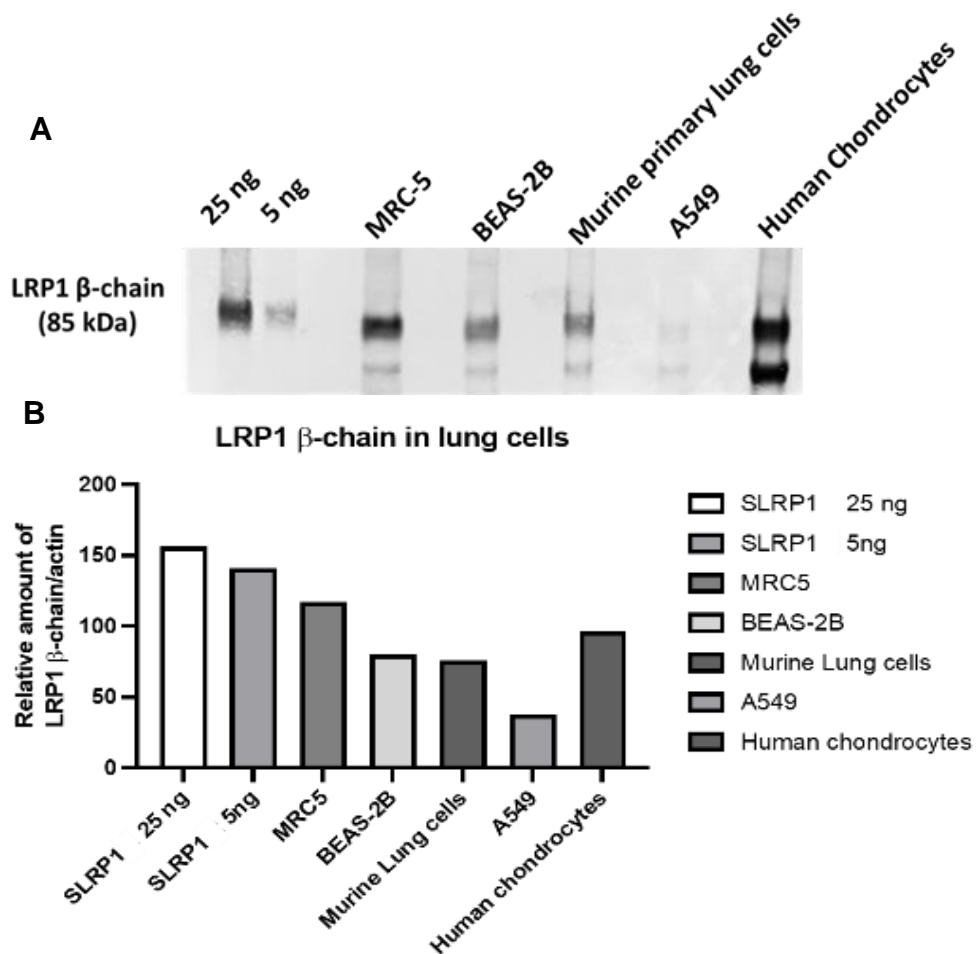 A
25 ng
5 ng
MRC-5
BEAS-2B
Murine primary lung cells
A549
Human Chondrocytes
LRP1 β-chain
(85 kDa)
B
LRP1 β-chain in lung cells
Relative amount of
LRP1 β-chain/actin
200
150
100
50
0
SLRP1 25 ng
SLRP1 5ng
MRC5
BEAS-2B
Murine Lung cells
A549
Human chondrocytes
SLRP1 25 ng
SLRP1 5ng
MRC5
BEAS-2B
Murine Lung cells
A549
Human chondrocytes